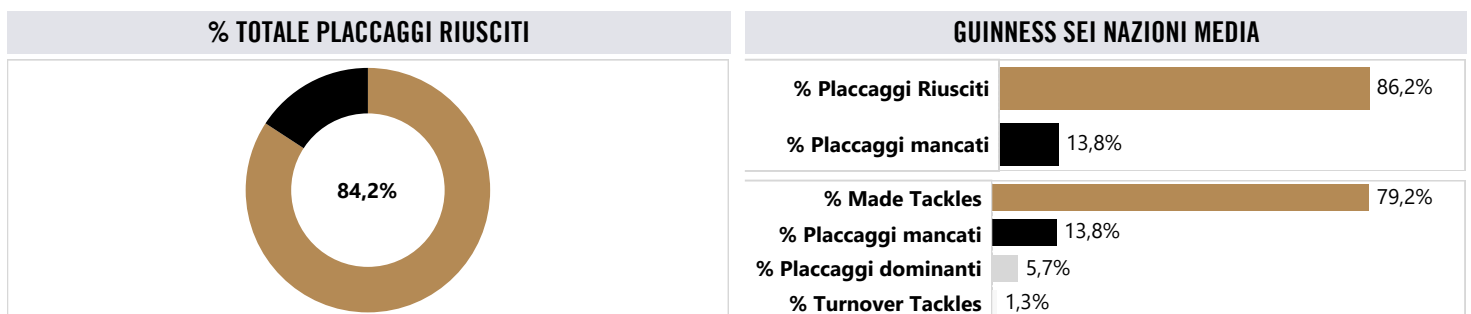 % TOTALE PLACCAGGI RIUSCITI
84,2%
GUINNESS SEI NAZIONI MEDIA
% Placcaggi Riusciti 86,2%
% Placcaggi mancati 13,8%
% Made Tackles 79,2%
% Placcaggi mancati 13,8%
% Placcaggi dominanti 5,7%
% Turnover Tackles 1,3%